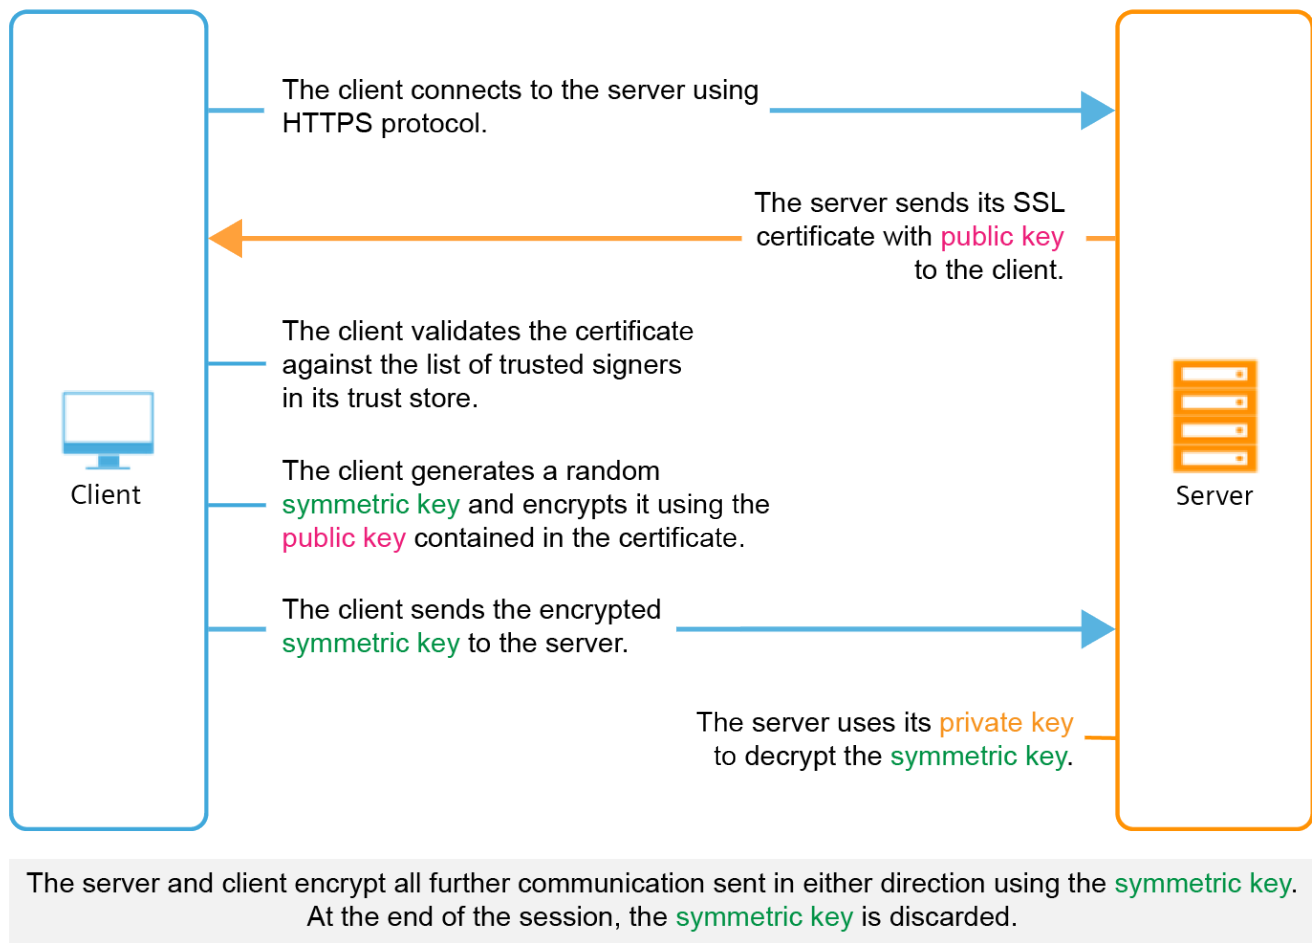 The client connects to the server using
HTTPS protocol.
The server sends its SSL
certificate with public key
to the client.
The client validates the certificate
against the list of trusted signers
in its trust store.
The client generates a random
symmetric key and encrypts it using the
public key contained in the certificate.
Client
Server
The client sends the encrypted
symmetric key to the server.
The server uses its private key
to decrypt the symmetric key.
The server and client encrypt all further communication sent in either direction using the symmetric key.
At the end of the session, the symmetric key is discarded.